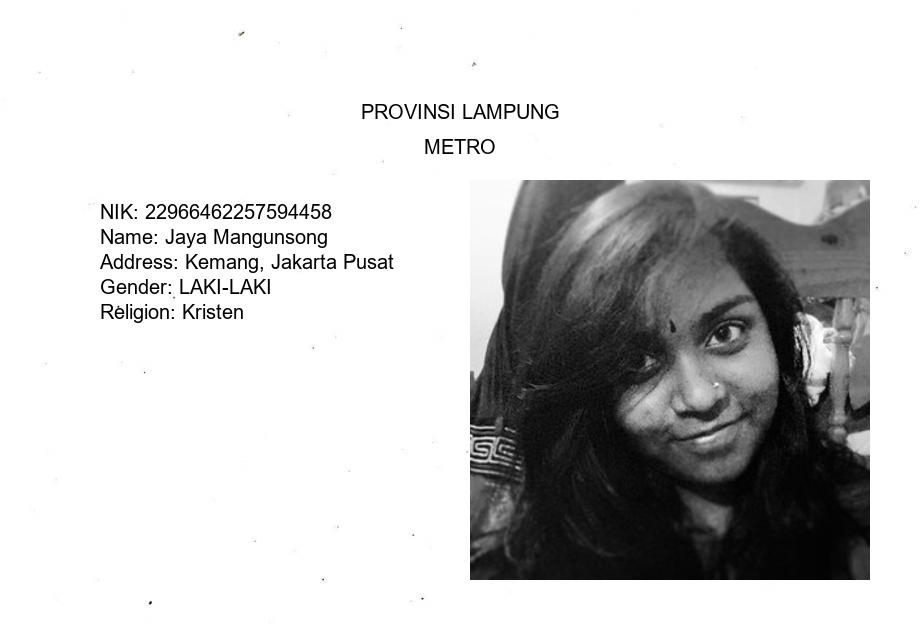 PROVINSI LAMPUNG
METRO
NIK: 22966462257594458
Name: Jaya Mangunsong
Address: Kemang, Jakarta Pusat
Gender: LAKI-LAKI
Religion: Kristen